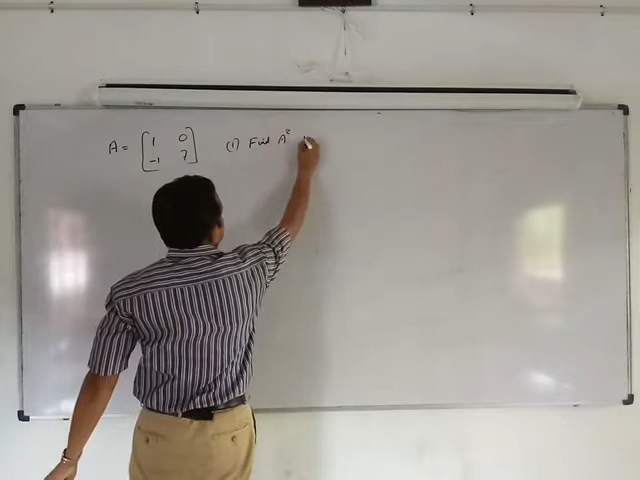 A = [ 1 0 (1) Find A²
-1 7 ]